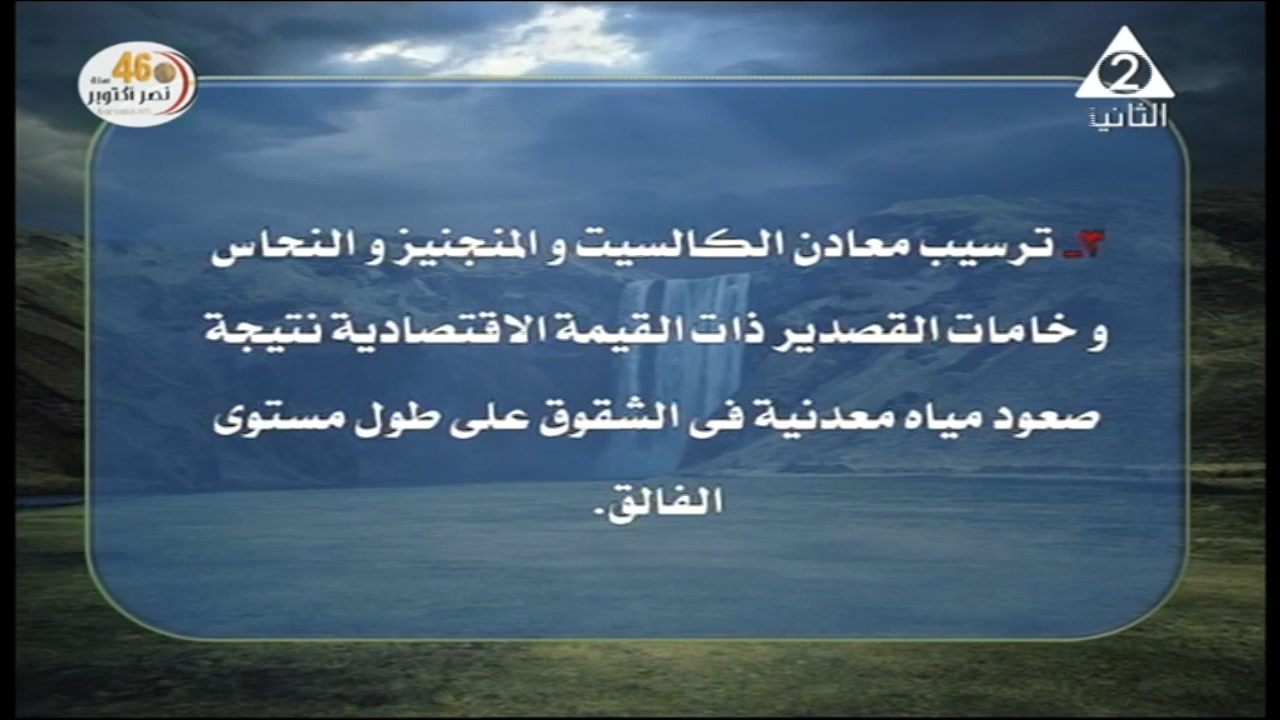 46
سنة
نصر أكتوبر
2
الثانية
٣- ترسيب معادن الكالسيت و المنجنيز و النحاس
و خامات القصدير ذات القيمة الاقتصادية نتيجة
صعود مياه معدنية فى الشقوق على طول مستوى
الفالق.